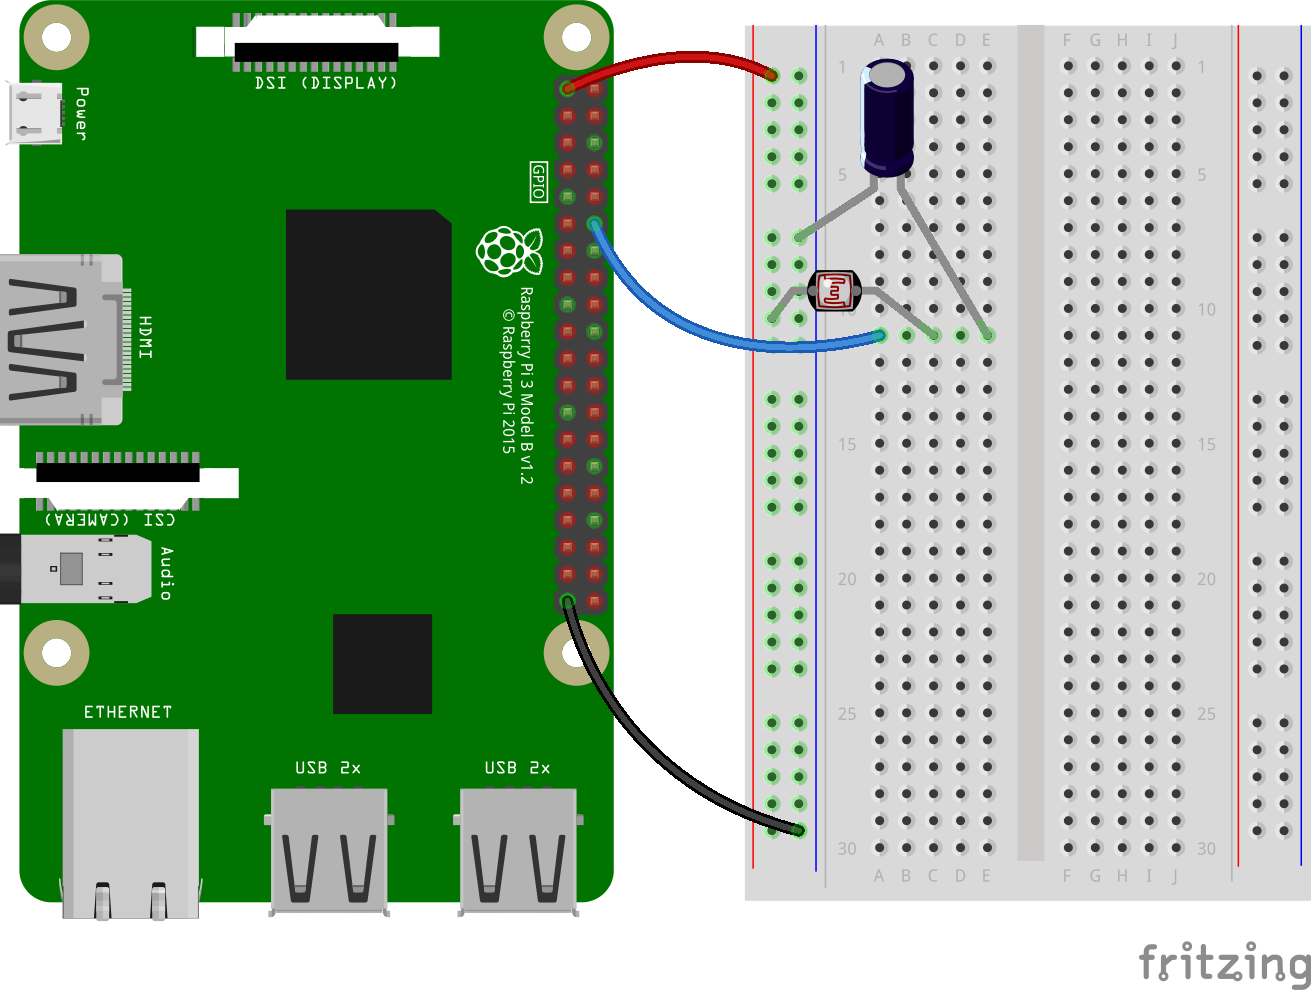 DSI (DISPLAY)
Power
GPIO
Raspberry Pi 3 Model B v1.2
© Raspberry Pi 2015
HDMI
CSI (CAMERA)
Audio
ETHERNET
USB 2x
USB 2x
A B C D E F G H I J
1 1
5 5
10 10
15 15
20 20
25 25
30 30
A B C D E F G H I J
fritzing